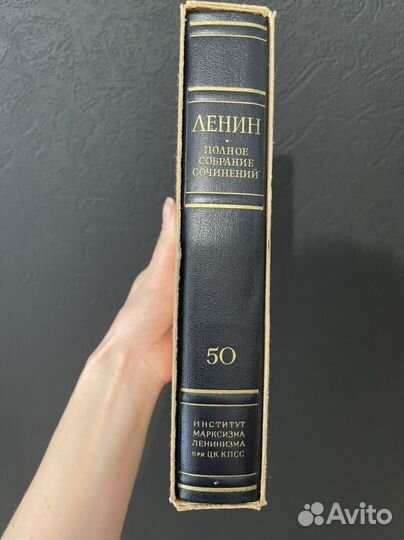 ЛЕНИН
ПОЛНОЕ
СОБРАНИЕ
СОЧИНЕНИЙ
50
ИНСТИТУТ
МАРКСИЗМА
ЛЕНИНИЗМА
ПРИ ЦК КПСС
Avito